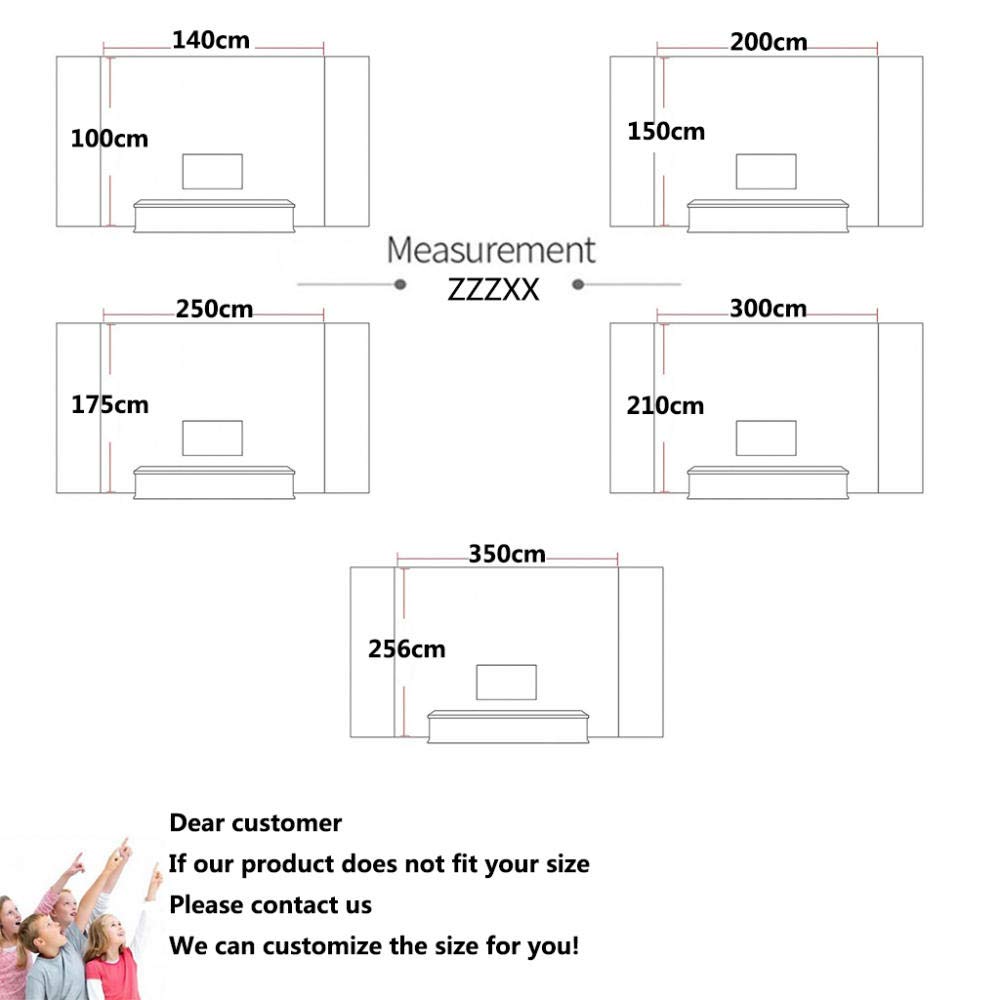 140cm
200cm
100cm
150cm
Measurement
ZZZXX
250cm
300cm
175cm
210cm
350cm
256cm
Dear customer
If our product does not fit your size
Please contact us
We can customize the size for you!